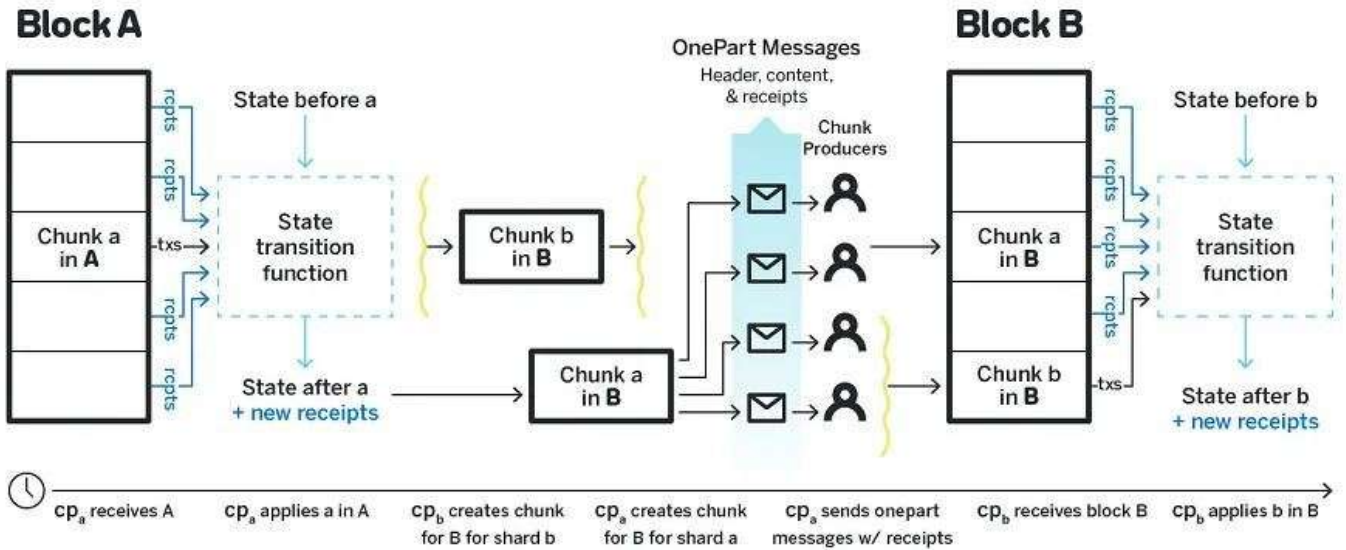 Block A
Block B
OnePart Messages
Header, content,
& receipts
Chunk
Producers
rcpts
rcpts
txs
rcpts
rcpts
Chunk a
in A
State before a
State
transition
function
State after a
+ new receipts
Chunk b
in B
Chunk a
in B
Chunk a
in B
Chunk b
in B
rcpts
rcpts
rcpts
rcpts
txs
State before b
State
transition
function
State after b
+ new receipts
cpa receives A
cpa applies a in A
cpb creates chunk
for B for shard b
cpa creates chunk
for B for shard a
cpa sends onepart
messages w/ receipts
cpb receives block B
cpb applies b in B